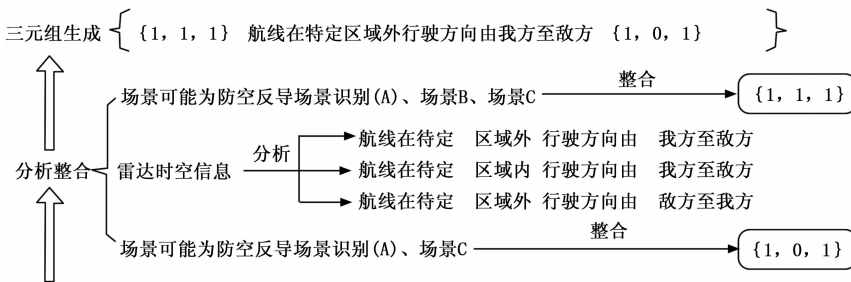 三元组生成 {1, 1, 1} 航线在特定区域外行驶方向由我方至敌方 {1, 0, 1}
场景可能为防空反导场景识别(A)、场景B、场景C
整合
{1, 1, 1}
分析整合
雷达时空信息
分析
航线在待定 区域外 行驶方向由 我方至敌方
航线在待定 区域内 行驶方向由 我方至敌方
航线在待定 区域外 行驶方向由 敌方至我方
场景可能为防空反导场景识别(A)、场景C
整合
{1, 0, 1}